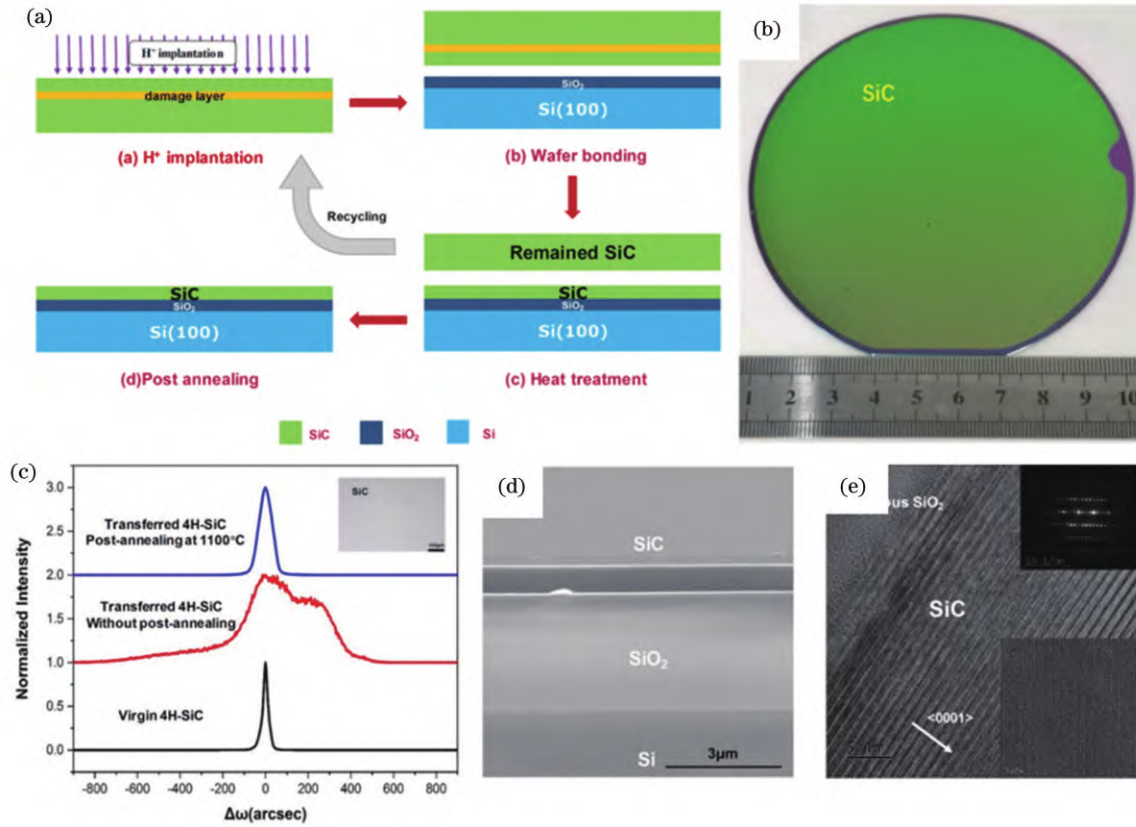 (a)
H⁺ implantation
damage layer
(a) H⁺ implantation
SiO₂
Si(100)
(b) Wafer bonding
Recycling
Remained SiC
SiC
SiO₂
Si(100)
(c) Heat treatment
SiC
SiO₂
Si(100)
(d)Post annealing
SiC SiO₂ Si
(b)
SiC
1 2 3 4 5 6 7 8 9 10
(c)
Normalized Intensity
3.0
2.5
2.0
1.5
1.0
0.5
0.0
SiC
Transferred 4H-SiC
Post-annealing at 1100°C
Transferred 4H-SiC
Without post-annealing
Virgin 4H-SiC
-800 -600 -400 -200 0 200 400 600 800
Δω(arcsec)
(d)
SiC
SiO₂
Si
3μm
(e)
us SiO₂
SiC
<0001>